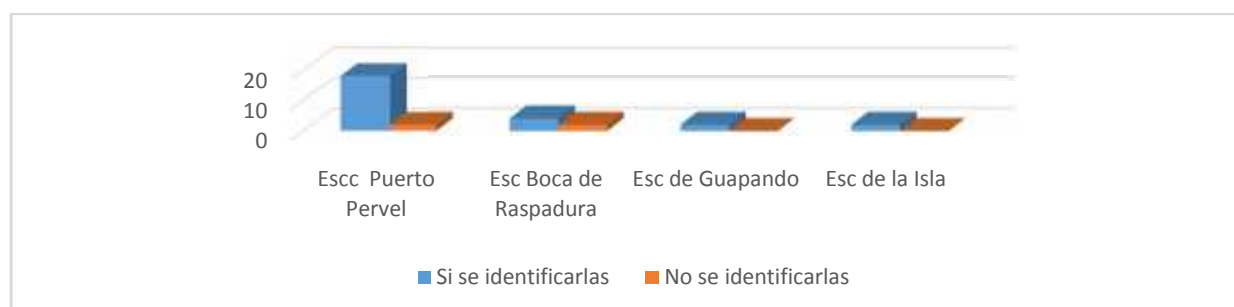 20
10
0
Escc Puerto Pervel
Esc Boca de Raspadura
Esc de Guapando
Esc de la Isla
Si se identificarlas
No se identificarlas